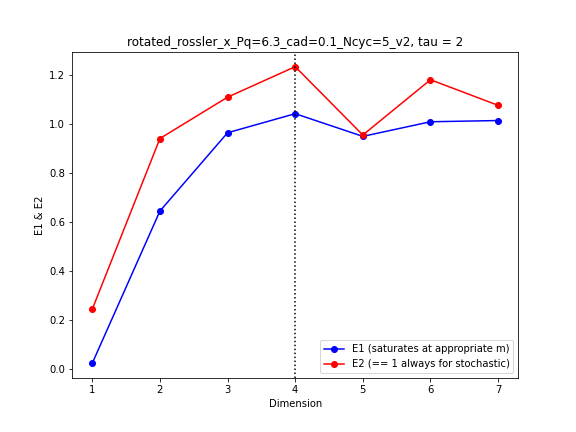 rotated_rossler_x_Pq=6.3_cad=0.1_Ncyc=5_v2, tau = 2
E1 & E2
1.2
1.0
0.8
0.6
0.4
0.2
0.0
E1 (saturates at appropriate m)
E2 (== 1 always for stochastic)
1 2 3 4 5 6 7
Dimension